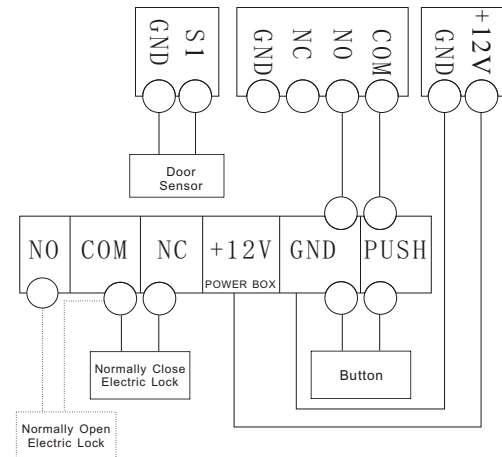 GND S1
GND NC NO COM
GND +12V
Door
Sensor
NO COM NC +12V GND PUSH
POWER BOX
Normally Close
Electric Lock
Button
Normally Open
Electric Lock